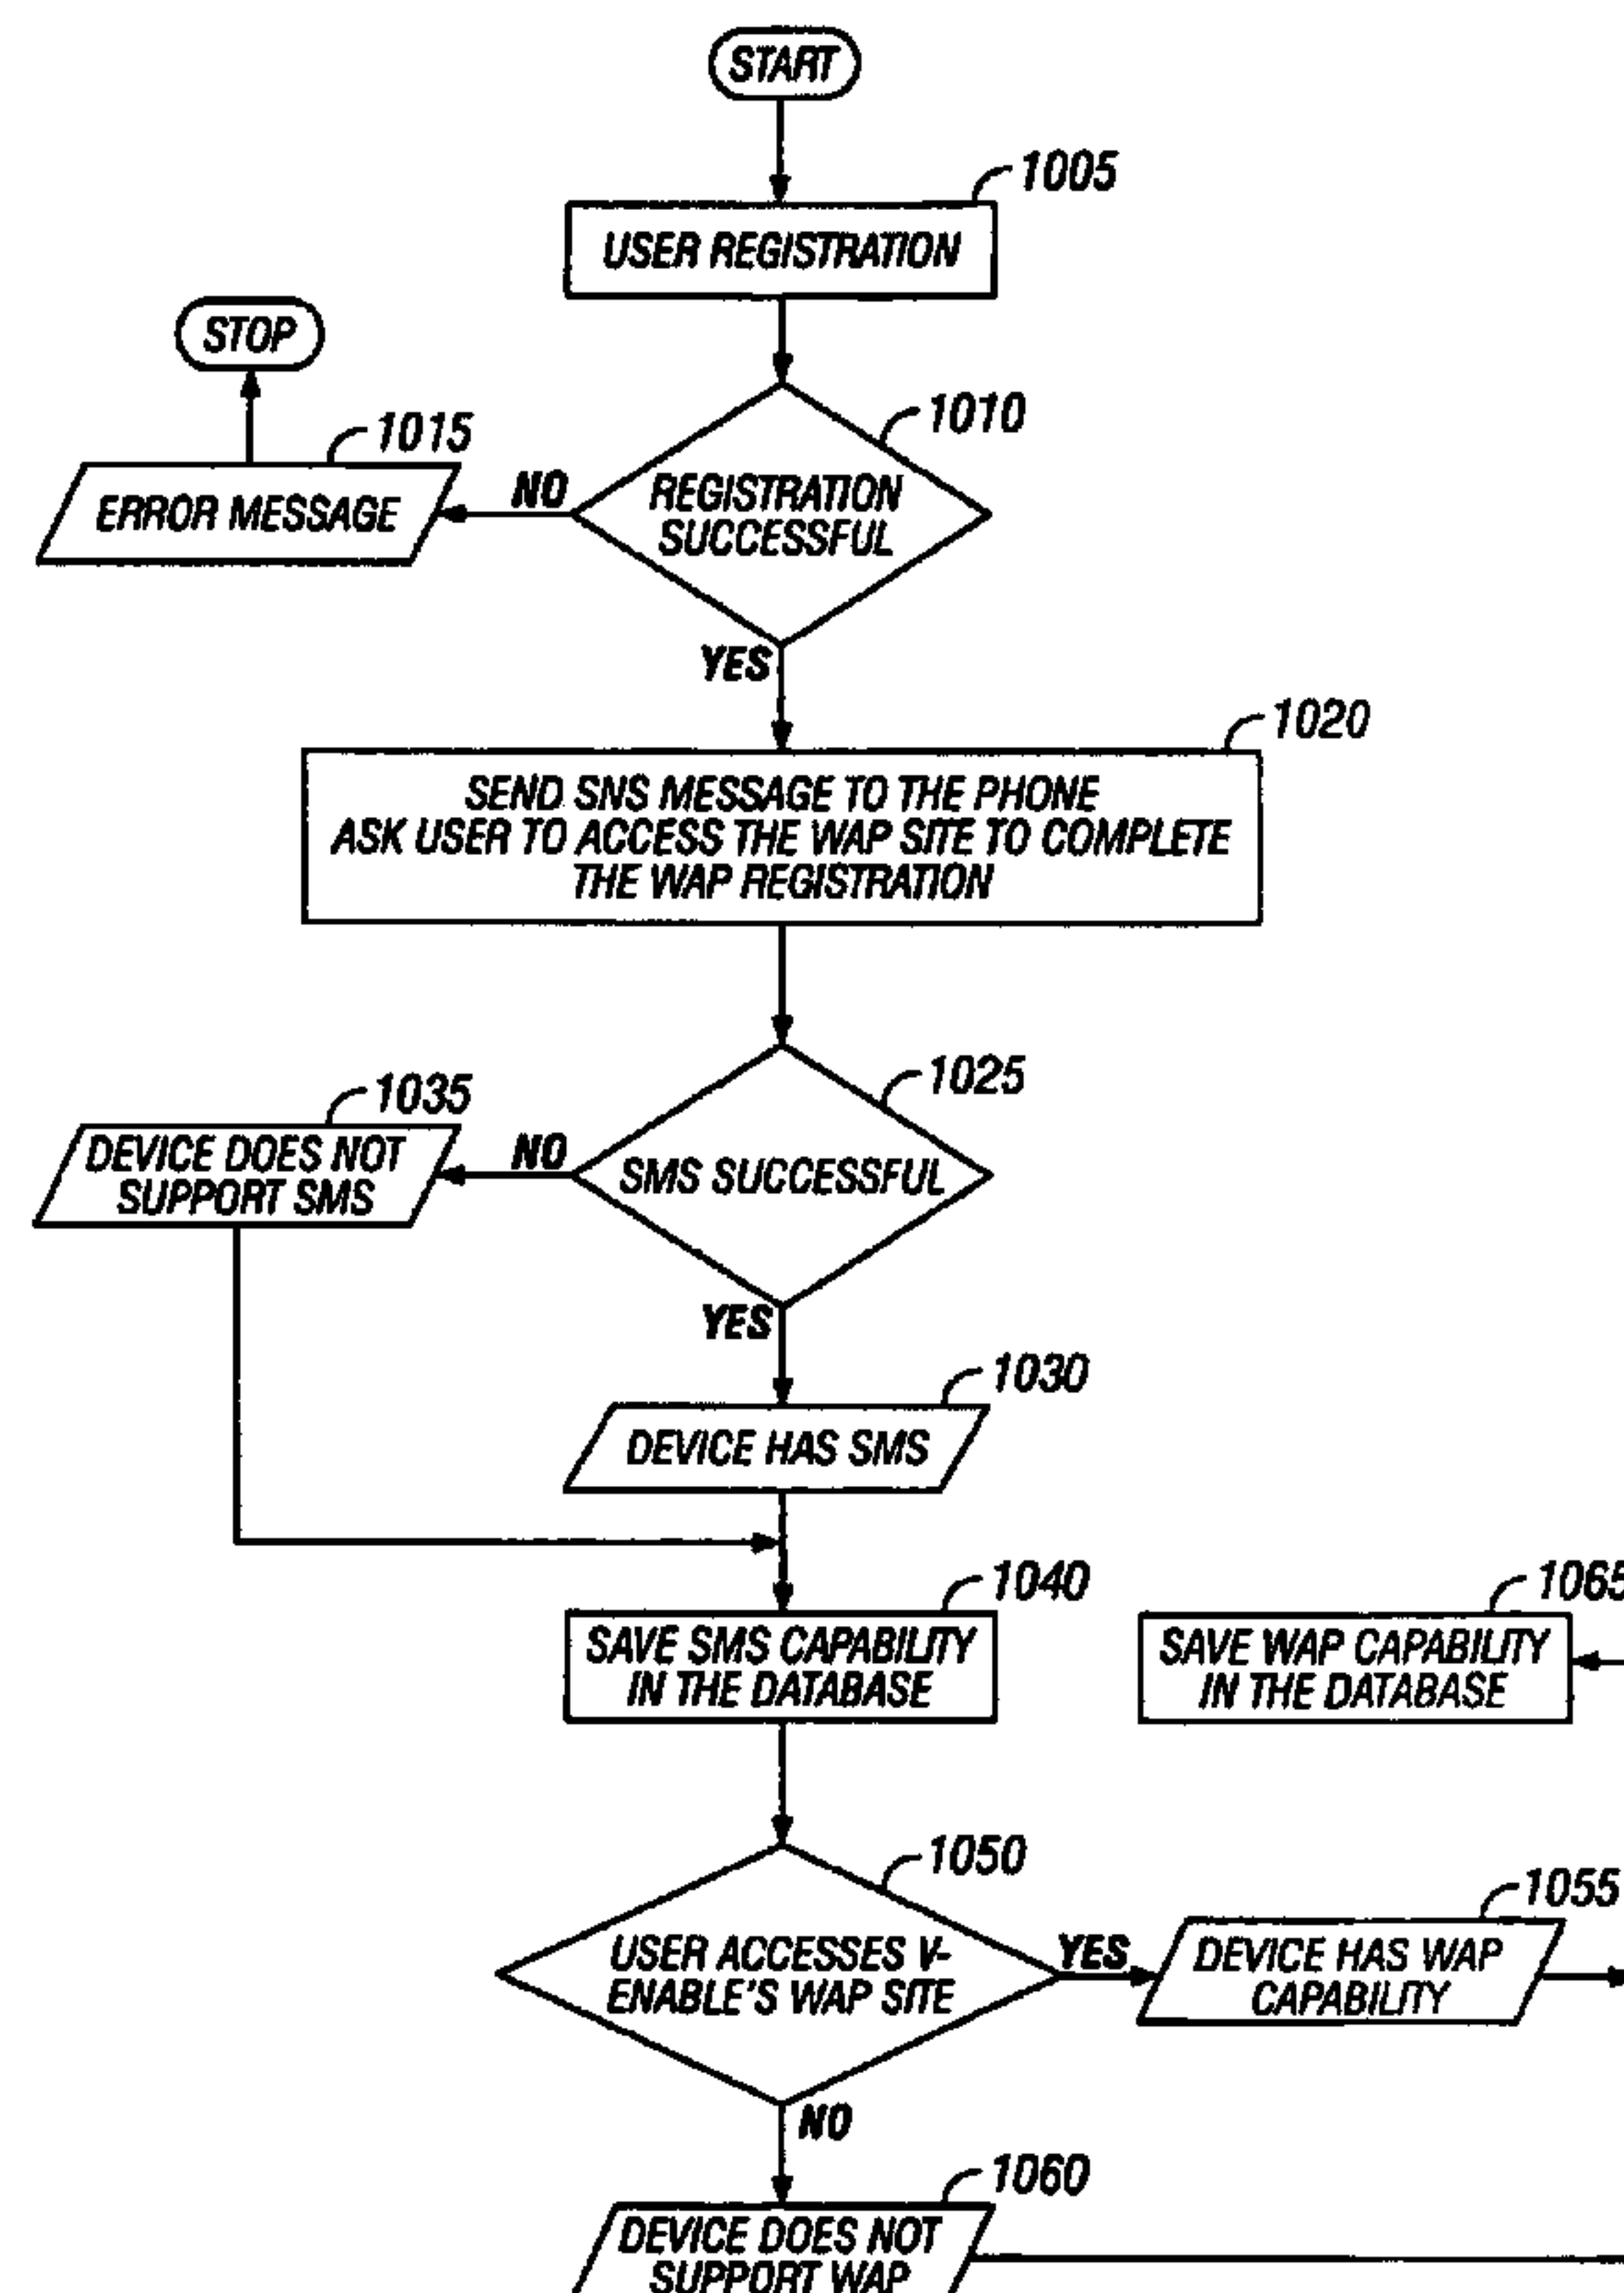 START
1005
USER REGISTRATION
STOP
1010
1015
ERROR MESSAGE
NO
REGISTRATION
SUCCESSFUL
YES
1020
SEND SNS MESSAGE TO THE PHONE
ASK USER TO ACCESS THE WAP SITE TO COMPLETE
THE WAP REGISTRATION
1025
1035
DEVICE DOES NOT
SUPPORT SMS
NO
SMS SUCCESSFUL
YES
1030
DEVICE HAS SMS
1040
SAVE SMS CAPABILITY
IN THE DATABASE
1065
SAVE WAP CAPABILITY
IN THE DATABASE
1050
USER ACCESSES V-
ENABLE'S WAP SITE
YES
1055
DEVICE HAS WAP
CAPABILITY
NO
1060
DEVICE DOES NOT
SUPPORT WAP